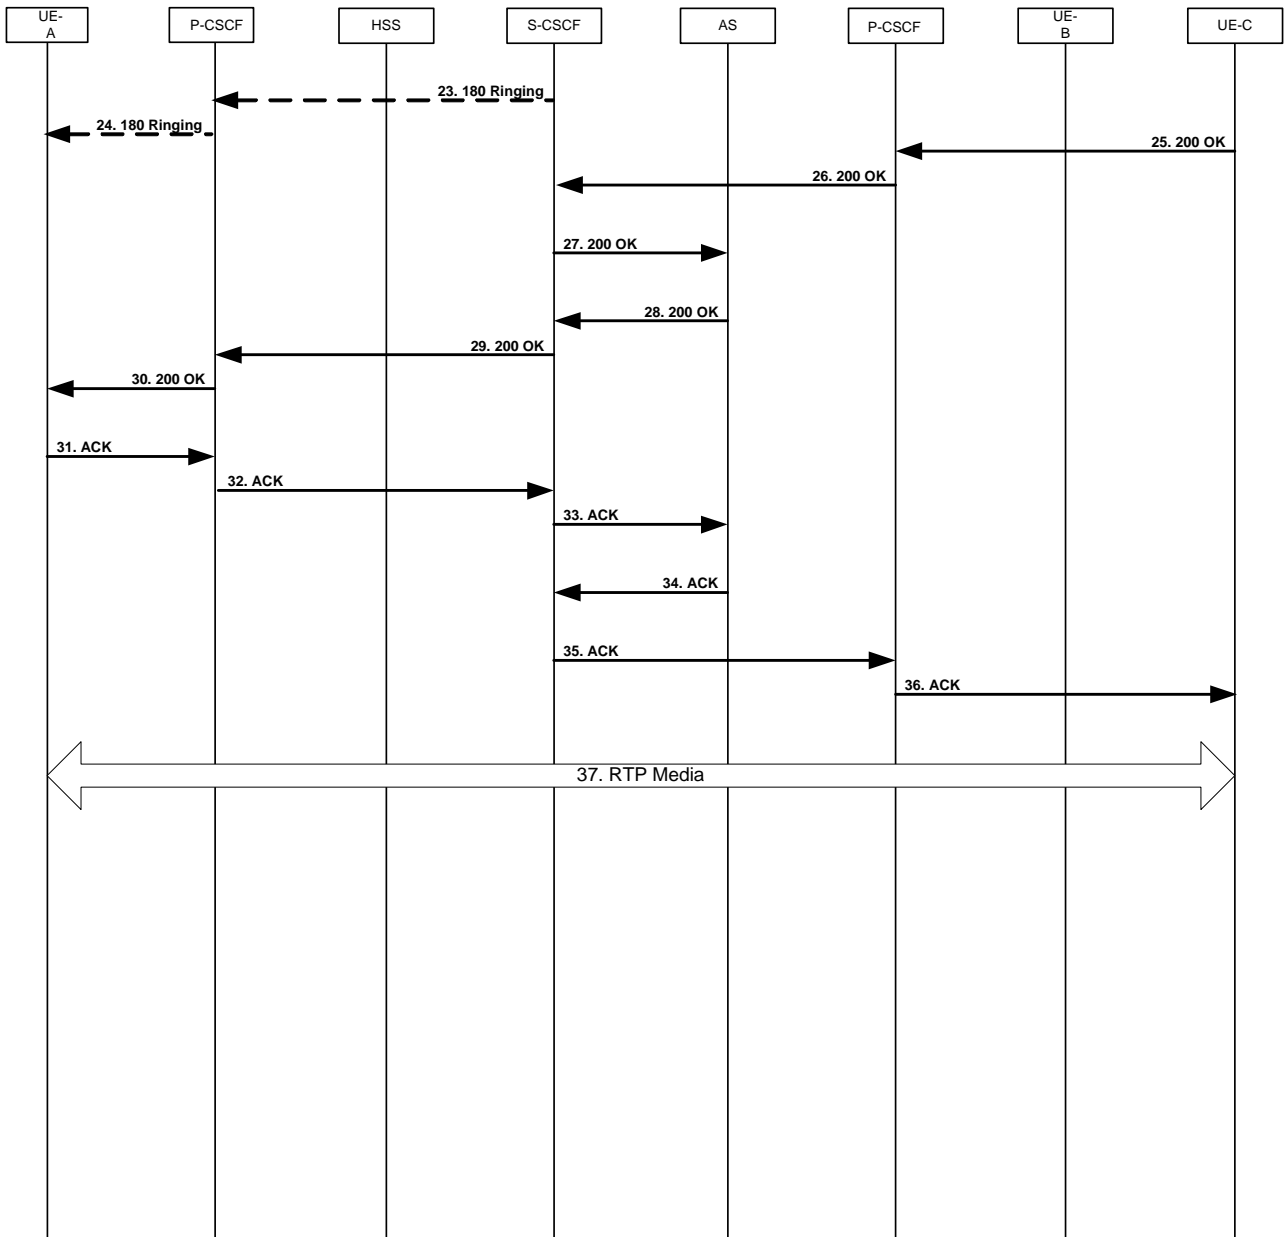 UE-
A
P-CSCF
HSS
S-CSCF
AS
P-CSCF
UE-
B
UE-C
23. 180 Ringing
24. 180 Ringing
25. 200 OK
26. 200 OK
27. 200 OK
28. 200 OK
29. 200 OK
30. 200 OK
31. ACK
32. ACK
33. ACK
34. ACK
35. ACK
36. ACK
37. RTP Media